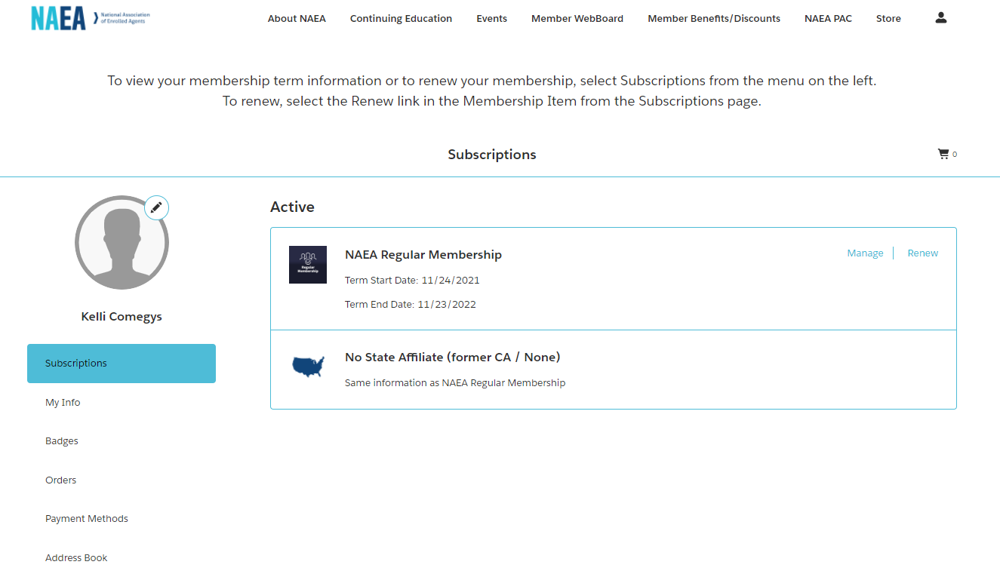 NAEA National Association
of Enrolled Agents
About NAEA Continuing Education Events Member WebBoard Member Benefits/Discounts NAEA PAC Store
To view your membership term information or to renew your membership, select Subscriptions from the menu on the left.
To renew, select the Renew link in the Membership Item from the Subscriptions page.
Subscriptions
0
Kelli Comegys
Subscriptions
My Info
Badges
Orders
Payment Methods
Address Book
Active
Regular
Membership
NAEA Regular Membership
Manage Renew
Term Start Date: 11/24/2021
Term End Date: 11/23/2022
No State Affiliate (former CA / None)
Same information as NAEA Regular Membership